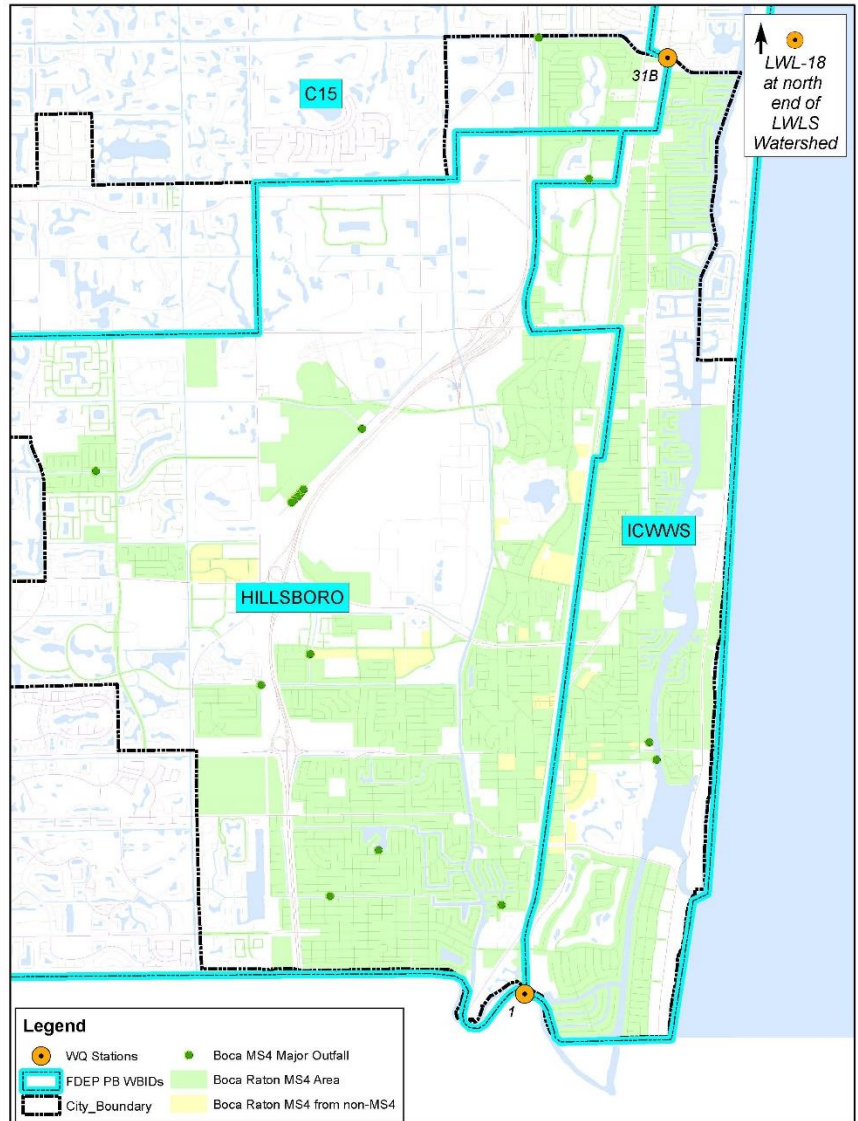 C15
31B
LWL-18
at north
end of
LWLS
Watershed
ICWWS
HILLSBORO
1
Legend
WQ Stations
FDEP PB WBIDs
City_Boundary
Boca MS4 Major Outfall
Boca Raton MS4 Area
Boca Raton MS4 from non-MS4